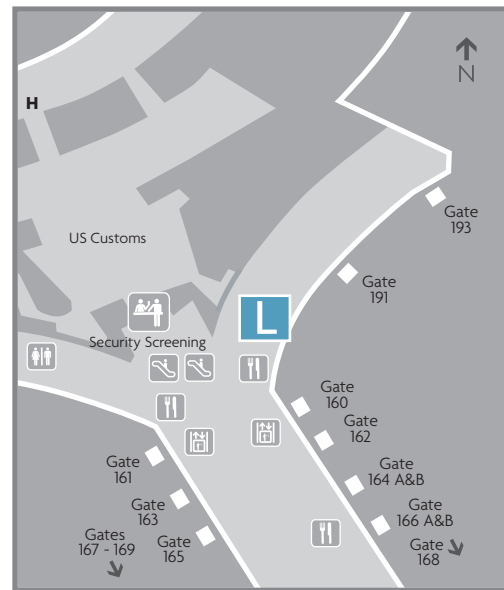 N
H
Gate
193
US Customs
Gate
191
L
Security Screening
Gate
160
Gate
162
Gate
161
Gate
164 A&B
Gate
163
Gate
166 A&B
Gates
167 - 169
Gate
165
Gate
168